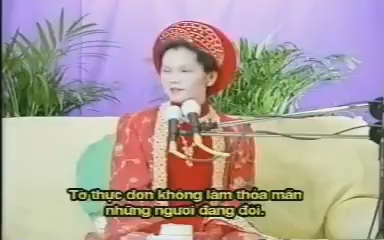 Tờ thực đơn không làm thỏa mãn
những người đang đói.